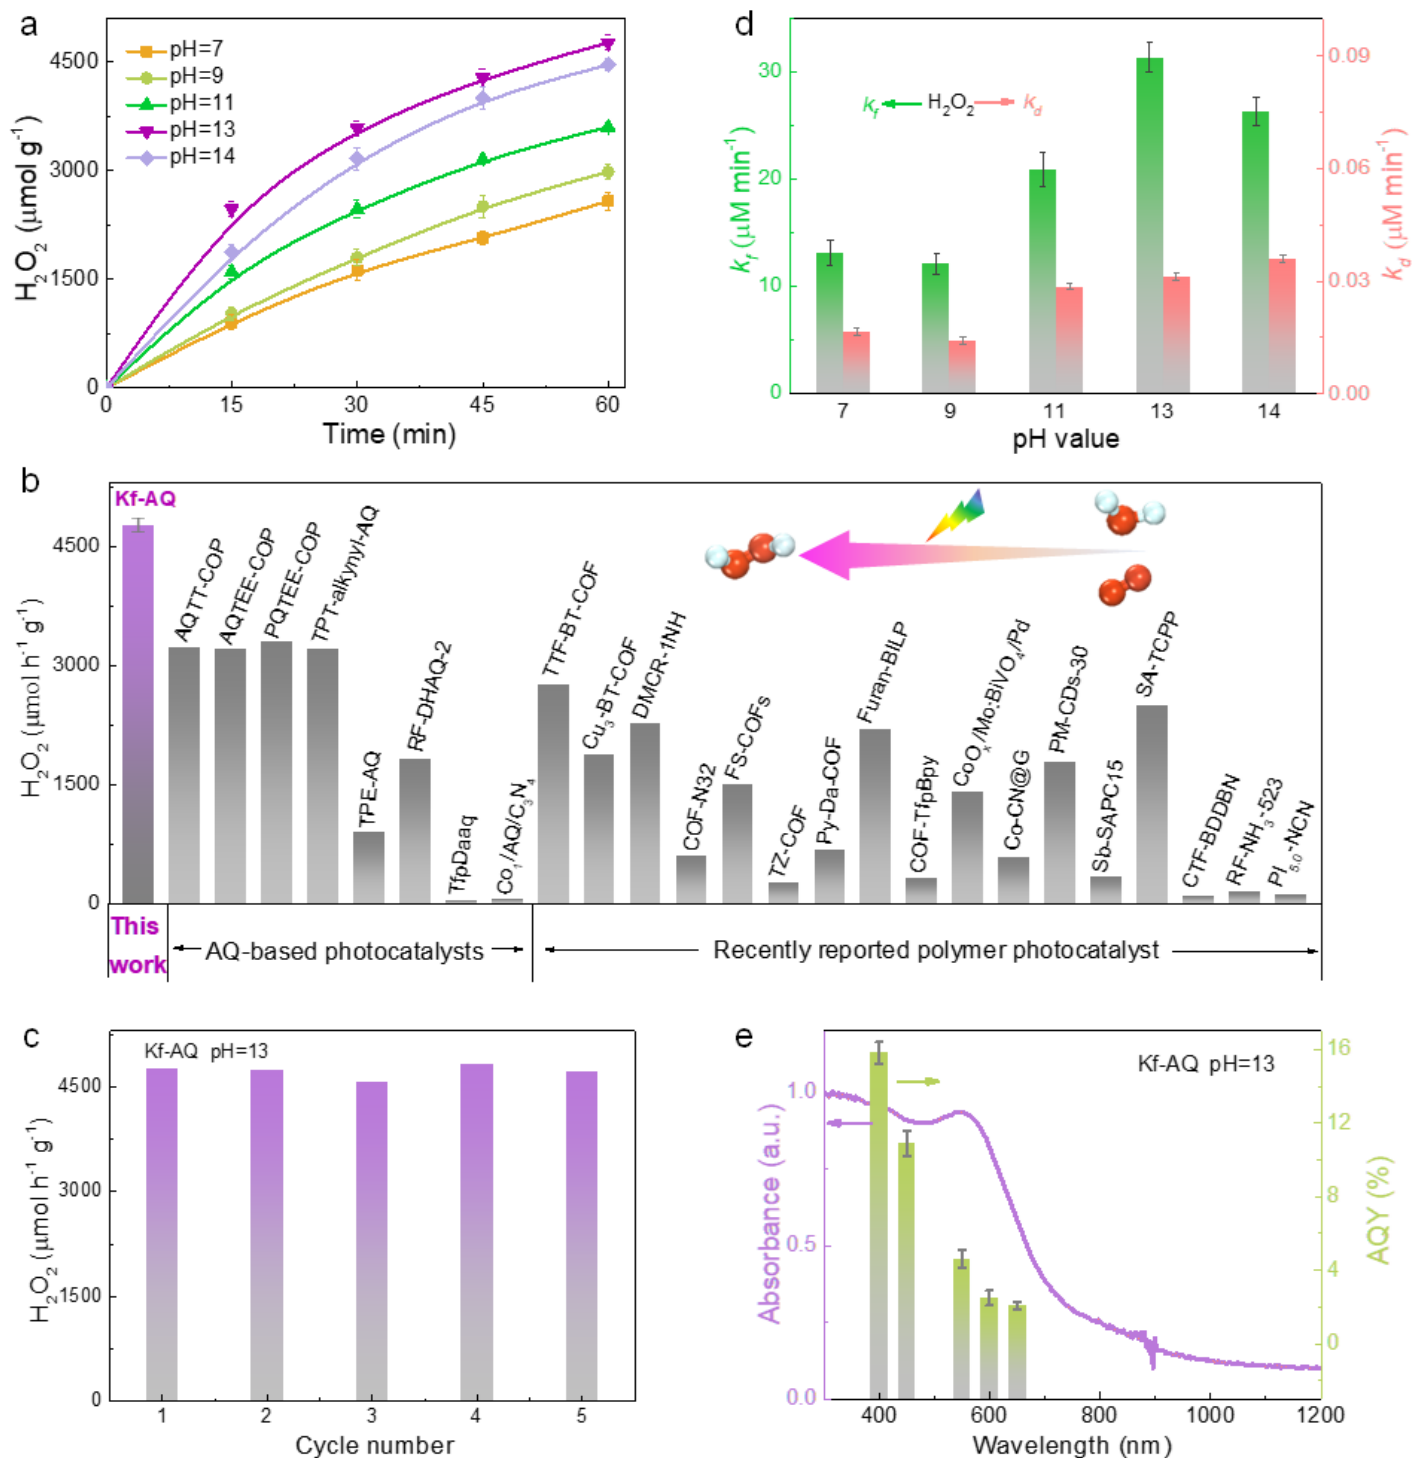 a
pH=7
pH=9
pH=11
pH=13
pH=14
4500
3000
1500
0
0 15 30 45 60
H₂O₂ (μmol g⁻¹)
Time (min)
d
30
20
10
0
0.09
0.06
0.03
0.00
k_f H₂O₂ k_d
k_f (μM min⁻¹)
k_d (μM min⁻¹)
7 9 11 13 14
pH value
b
Kf-AQ
4500
3000
1500
0
H₂O₂ (μmol h⁻¹ g⁻¹)
AQTT-COP
AQTEE-COP
PQTEE-COP
TPT-alkynyl-AQ
TPE-AQ
RF-DHAQ-2
TfpDaaq
Co₁/AQ/C₃N₄
TTF-BT-COF
Cu₃-BT-COF
DMCR-1NH
COF-N32
FS-COFs
TZ-COF
Py-Da-COF
Furan-BILP
COF-TfpBpy
CoOₓ/Mo:BiVO₄/Pd
Co-CN@G
PM-CDs-30
Sb-SAPC15
SA-TCPP
CTF-BDDBN
RF-NH₃-523
PI₅.₀-NCN
This
work
AQ-based photocatalysts
Recently reported polymer photocatalyst
c
Kf-AQ pH=13
4500
3000
1500
0
H₂O₂ (μmol h⁻¹ g⁻¹)
1 2 3 4 5
Cycle number
e
Kf-AQ pH=13
1.0
0.5
0.0
Absorbance (a.u.)
16
12
8
4
0
AQY (%)
400 600 800 1000 1200
Wavelength (nm)